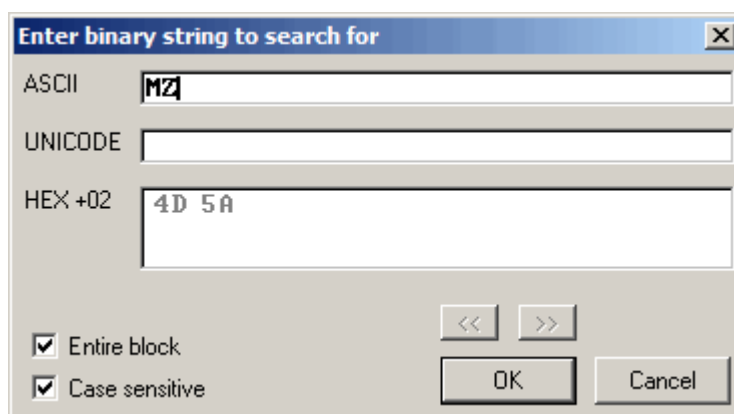 Enter binary string to search for
ASCII MZ
UNICODE
HEX +02 4D 5A
<< >>
Entire block
Case sensitive
OK Cancel